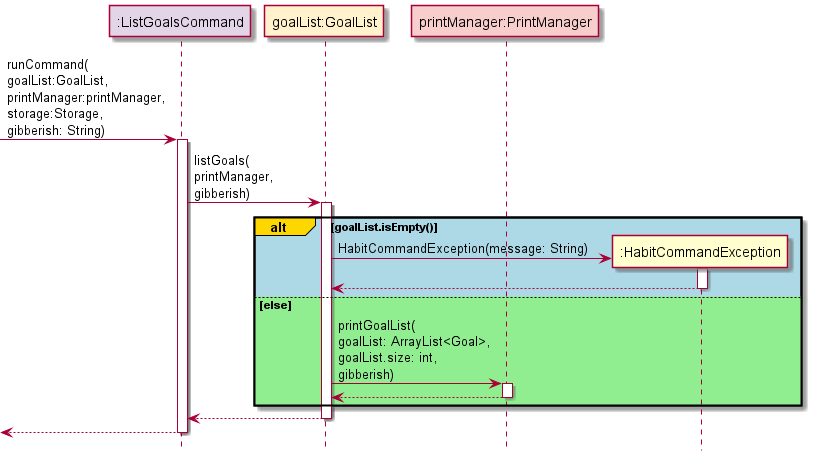 :ListGoalsCommand
goalList:GoalList
printManager:PrintManager
runCommand(
goalList:GoalList,
printManager:printManager,
storage:Storage,
gibberish: String)
listGoals(
printManager,
gibberish)
alt
[goalList.isEmpty()]
HabitCommandException(message: String)
:HabitCommandException
[else]
printGoalList(
goalList: ArrayList<Goal>,
goalList.size: int,
gibberish)